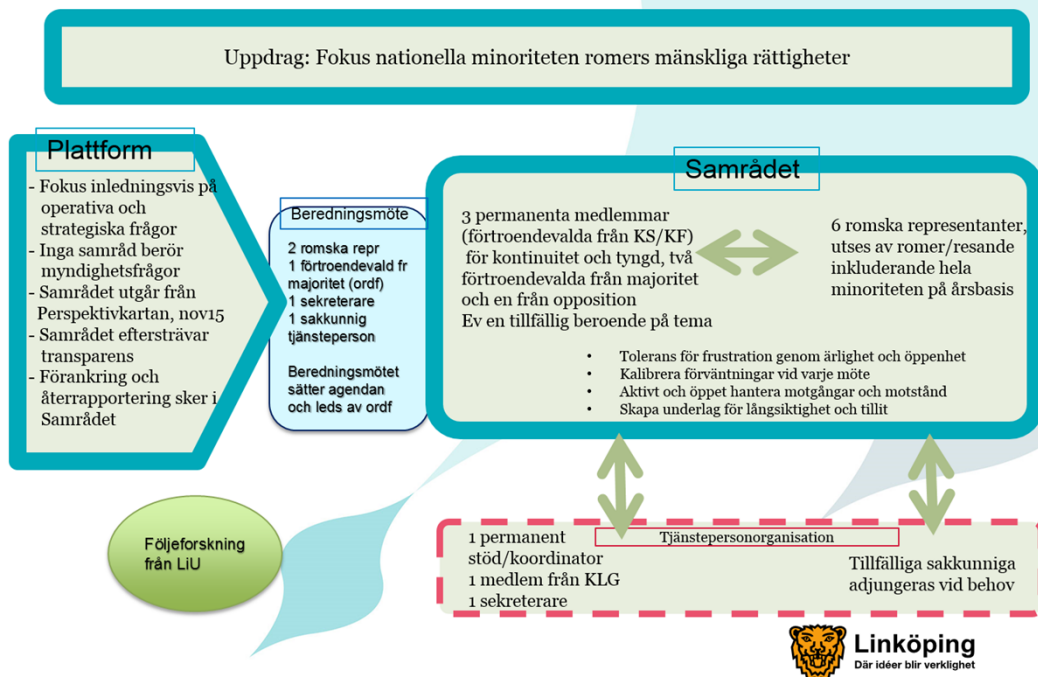 Uppdrag: Fokus nationella minoriteten romers mänskliga rättigheter
Plattform
- Fokus inledningsvis på
operativa och
strategiska frågor
- Inga samråd berör
myndighetsfrågor
- Samrådet utgår från
Perspektivkartan, nov15
- Samrådet eftersträvar
transparens
- Förankring och
återrapportering sker i
Samrådet
Beredningsmöte
2 romska repr
1 förtroendevald fr
majoritet (ordf)
1 sekreterare
1 sakkunnig
tjänsteperson
Beredningsmötet
sätter agendan
och leds av ordf
Samrådet
3 permanenta medlemmar
(förtroendevalda från KS/KF)
för kontinuitet och tyngd, två
förtroendevalda från majoritet
och en från opposition
Ev en tillfällig beroende på tema
6 romska representanter,
utses av romer/resande
inkluderande hela
minoriteten på årsbasis
• Tolerans för frustration genom ärlighet och öppenhet
• Kalibrera förväntningar vid varje möte
• Aktivt och öppet hantera motgångar och motstånd
• Skapa underlag för långsiktighet och tillit
Följeforskning
från LiU
Tjänstepersonorganisation
1 permanent
stöd/koordinator
1 medlem från KLG
1 sekreterare
Tillfälliga sakkunniga
adjungeras vid behov
Linköping
Där idéer blir verklighet